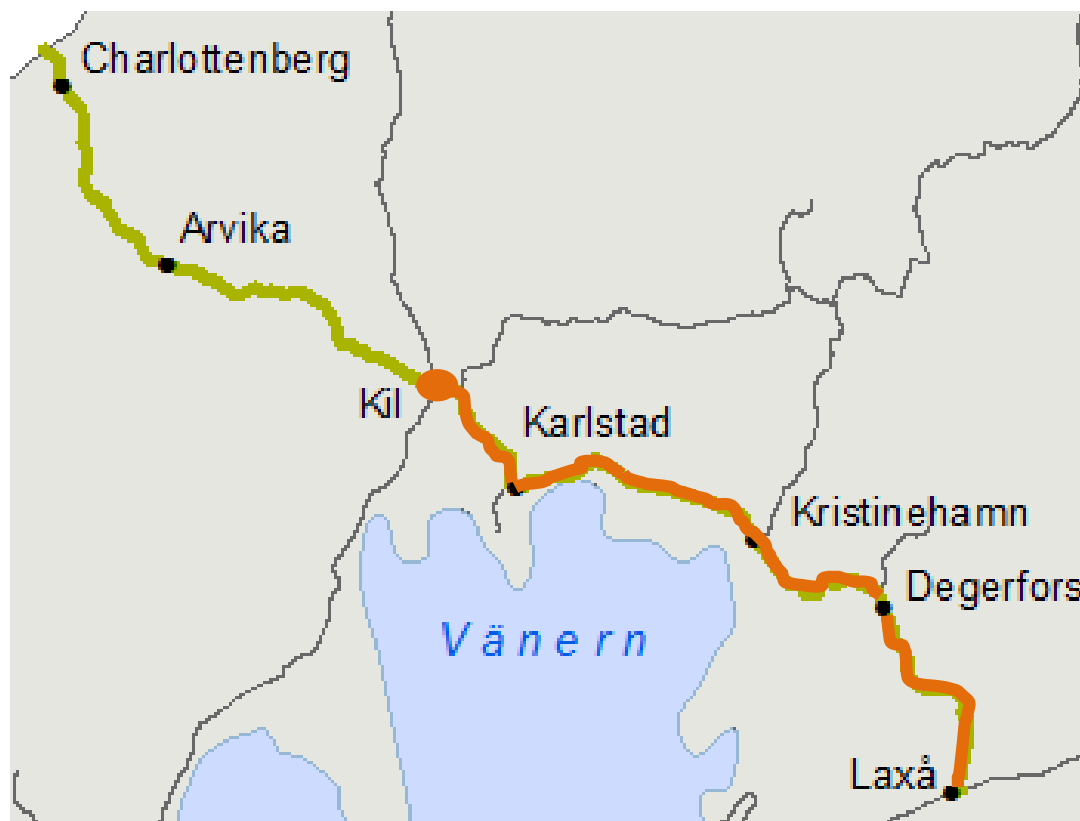 Charlottenberg
Arvika
Kil
Karlstad
Kristinehamn
Degerfors
Vänern
Laxå